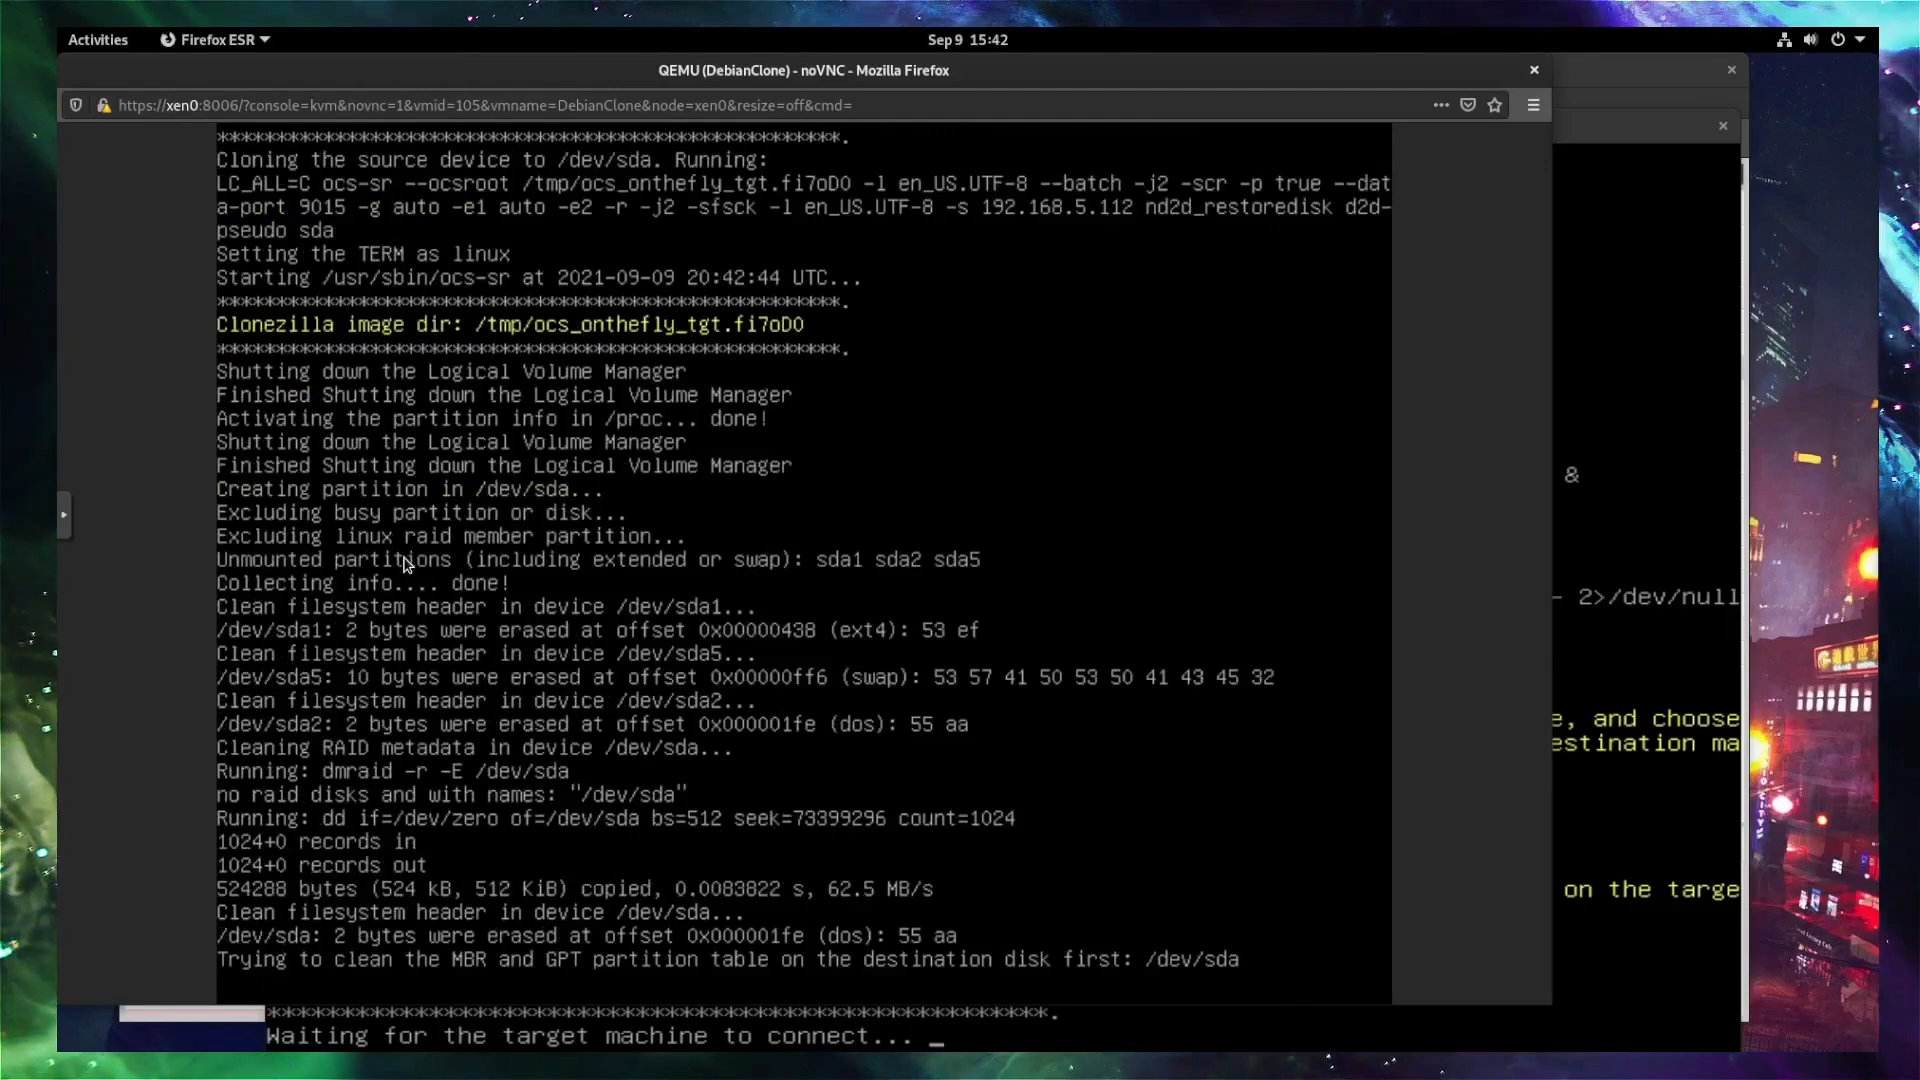 Activities Firefox ESR Sep 9 15:42
QEMU (DebianClone) - noVNC - Mozilla Firefox
https://xen0:8006/?console=kvm&novnc=1&vmid=105&vmname=DebianClone&node=xen0&resize=off&cmd=
*****************************************************.
Cloning the source device to /dev/sda. Running:
LC_ALL=C ocs-sr --ocsroot /tmp/ocs_onthefly_tgt.fi7oDO -l en_US.UTF-8 --batch -j2 -scr -p true --dat
a-port 9015 -g auto -e1 auto -e2 -r -j2 -sfsck -l en_US.UTF-8 -s 192.168.5.112 nd2d_restoredisk d2d-
pseudo sda
Setting the TERM as linux
Starting /usr/sbin/ocs-sr at 2021-09-09 20:42:44 UTC...
*****************************************************.
Clonezilla image dir: /tmp/ocs_onthefly_tgt.fi7oDO
*****************************************************.
Shutting down the Logical Volume Manager
Finished Shutting down the Logical Volume Manager
Activating the partition info in /proc... done!
Shutting down the Logical Volume Manager
Finished Shutting down the Logical Volume Manager
&
Creating partition in /dev/sda...
Excluding busy partition or disk...
Excluding linux raid member partition...
Unmounted partitions (including extended or swap): sda1 sda2 sda5
Collecting info.... done!
- 2>/dev/null
Clean filesystem header in device /dev/sda1...
/dev/sda1: 2 bytes were erased at offset 0x00000438 (ext4): 53 ef
Clean filesystem header in device /dev/sda5...
/dev/sda5: 10 bytes were erased at offset 0x00000ff6 (swap): 53 57 41 50 53 50 41 43 45 32
Clean filesystem header in device /dev/sda2...
e, and choose
/dev/sda2: 2 bytes were erased at offset 0x000001fe (dos): 55 aa
estination ma
Cleaning RAID metadata in device /dev/sda...
Running: dmraid -r -E /dev/sda
no raid disks and with names: "/dev/sda"
Running: dd if=/dev/zero of=/dev/sda bs=512 seek=73399296 count=1024
1024+0 records in
1024+0 records out
524288 bytes (524 kB, 512 KiB) copied, 0.0083822 s, 62.5 MB/s
on the targe
Clean filesystem header in device /dev/sda...
/dev/sda: 2 bytes were erased at offset 0x000001fe (dos): 55 aa
Trying to clean the MBR and GPT partition table on the destination disk first: /dev/sda
*******************************************************************.
Waiting for the target machine to connect... _